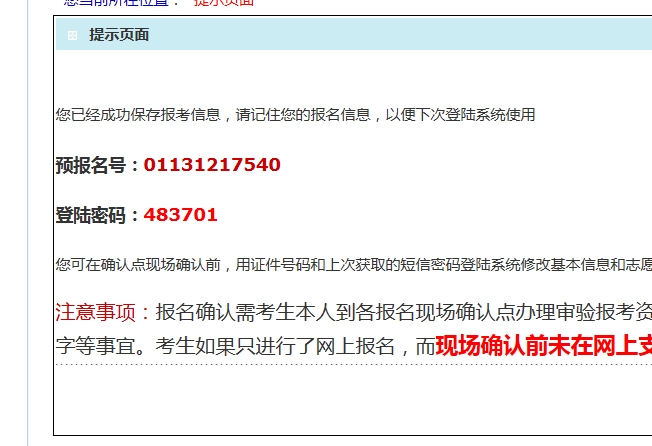 您当前所在位置： 提示页面
提示页面
您已经成功保存报考信息，请记住您的报名信息，以便下次登陆系统使用
预报名号：01131217540
登陆密码：483701
您可在确认点现场确认前，用证件号码和上次获取的短信密码登陆系统修改基本信息和志愿
注意事项：报名确认需考生本人到各报名现场确认点办理审验报考资
字等事宜。考生如果只进行了网上报名，而现场确认前未在网上支